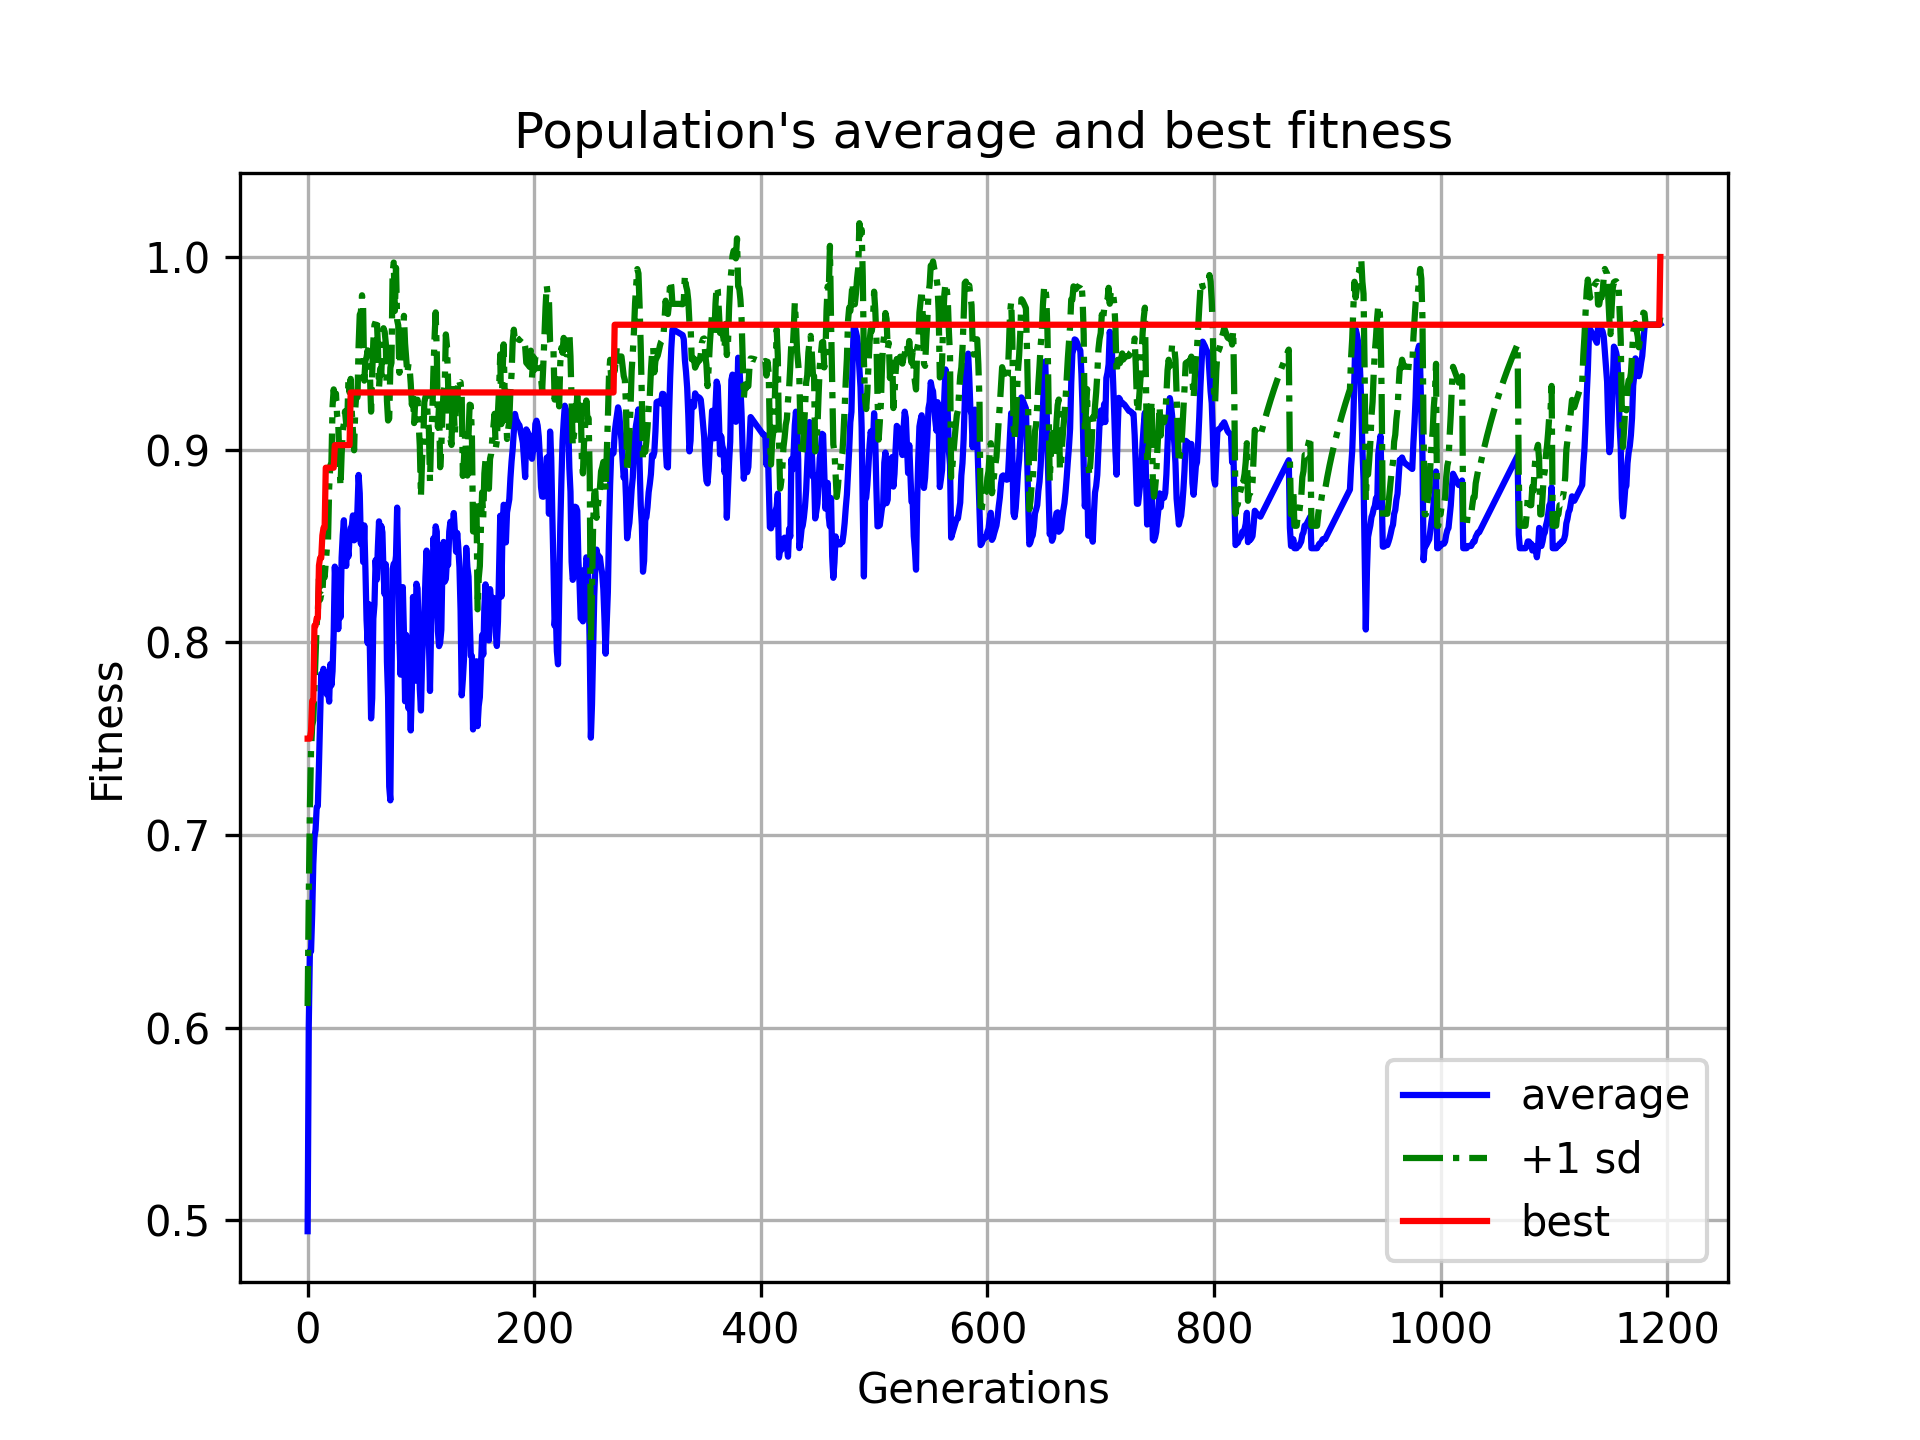 Population's average and best fitness
1.0
0.9
0.8
0.7
0.6
0.5
Fitness
average
+1 sd
best
0 200 400 600 800 1000 1200
Generations